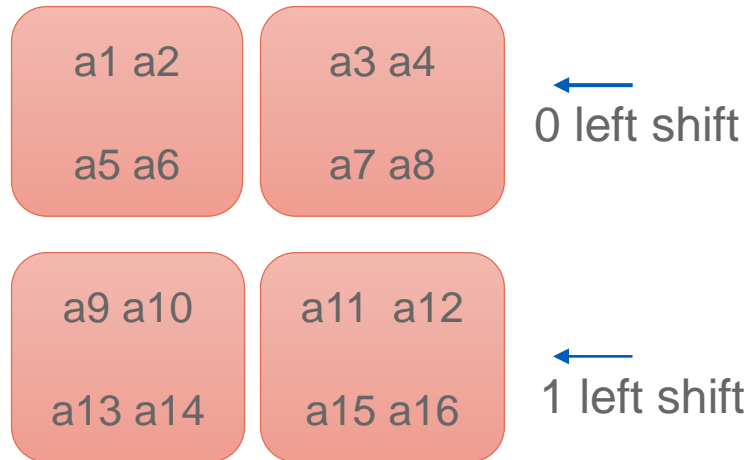 a1 a2
a3 a4
0 left shift
a5 a6
a7 a8
a9 a10
a11 a12
1 left shift
a13 a14
a15 a16